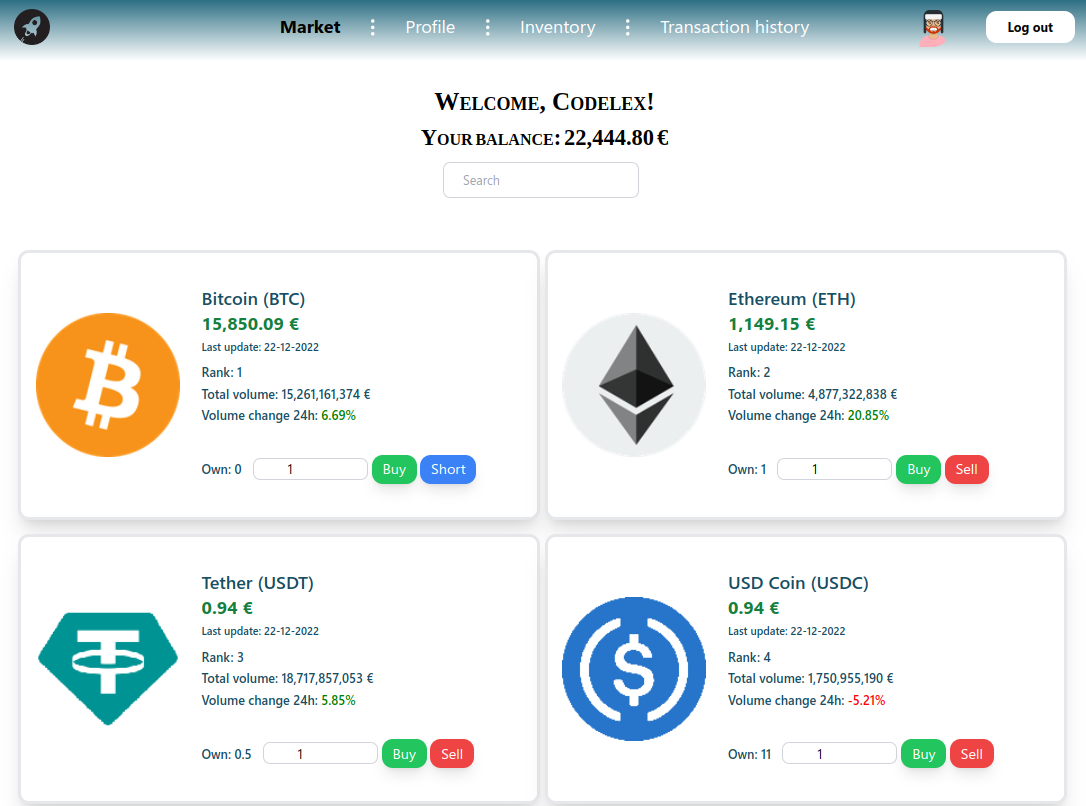 Market Profile Inventory Transaction history Log out
Welcome, Codelex!
Your balance: 22,444.80 €
Search
Bitcoin (BTC)
15,850.09 €
Last update: 22-12-2022
Rank: 1
Total volume: 15,261,161,374 €
Volume change 24h: 6.69%
Own: 0 1 Buy Short
Ethereum (ETH)
1,149.15 €
Last update: 22-12-2022
Rank: 2
Total volume: 4,877,322,838 €
Volume change 24h: 20.85%
Own: 1 1 Buy Sell
Tether (USDT)
0.94 €
Last update: 22-12-2022
Rank: 3
Total volume: 18,717,857,053 €
Volume change 24h: 5.85%
Own: 0.5 1 Buy Sell
USD Coin (USDC)
0.94 €
Last update: 22-12-2022
Rank: 4
Total volume: 1,750,955,190 €
Volume change 24h: -5.21%
Own: 11 1 Buy Sell